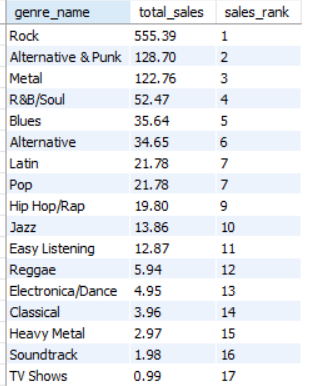 genre_name total_sales sales_rank
Rock 555.39 1
Alternative & Punk 128.70 2
Metal 122.76 3
R&B/Soul 52.47 4
Blues 35.64 5
Alternative 34.65 6
Latin 21.78 7
Pop 21.78 7
Hip Hop/Rap 19.80 9
Jazz 13.86 10
Easy Listening 12.87 11
Reggae 5.94 12
Electronica/Dance 4.95 13
Classical 3.96 14
Heavy Metal 2.97 15
Soundtrack 1.98 16
TV Shows 0.99 17